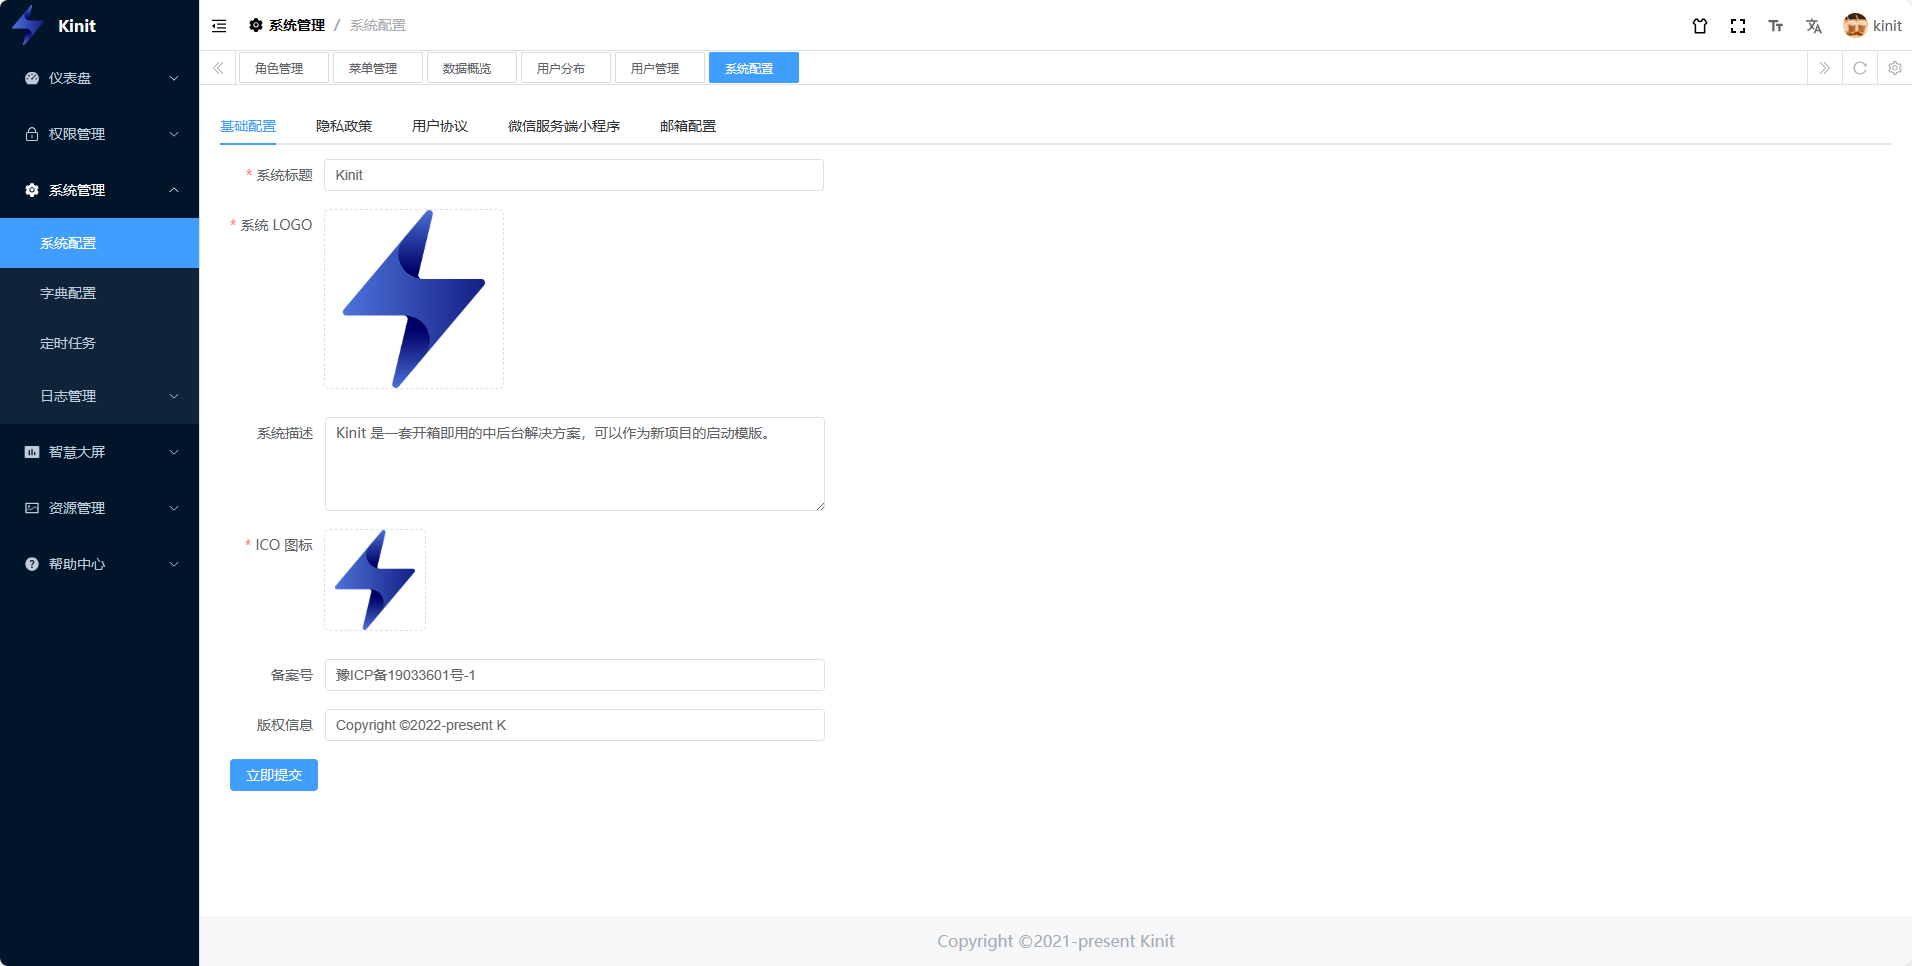 Kinit
仪表盘
权限管理
系统管理
系统配置
字典配置
定时任务
日志管理
智慧大屏
资源管理
帮助中心
系统管理 / 系统配置
kinit
角色管理 菜单管理 数据概览 用户分布 用户管理 系统配置
基础配置 隐私政策 用户协议 微信服务端小程序 邮箱配置
* 系统标题 Kinit
* 系统 LOGO
系统描述 Kinit 是一套开箱即用的中后台解决方案，可以作为新项目的启动模版。
* ICO 图标
备案号 豫ICP备19033601号-1
版权信息 Copyright ©2022-present K
立即提交
Copyright ©2021-present Kinit